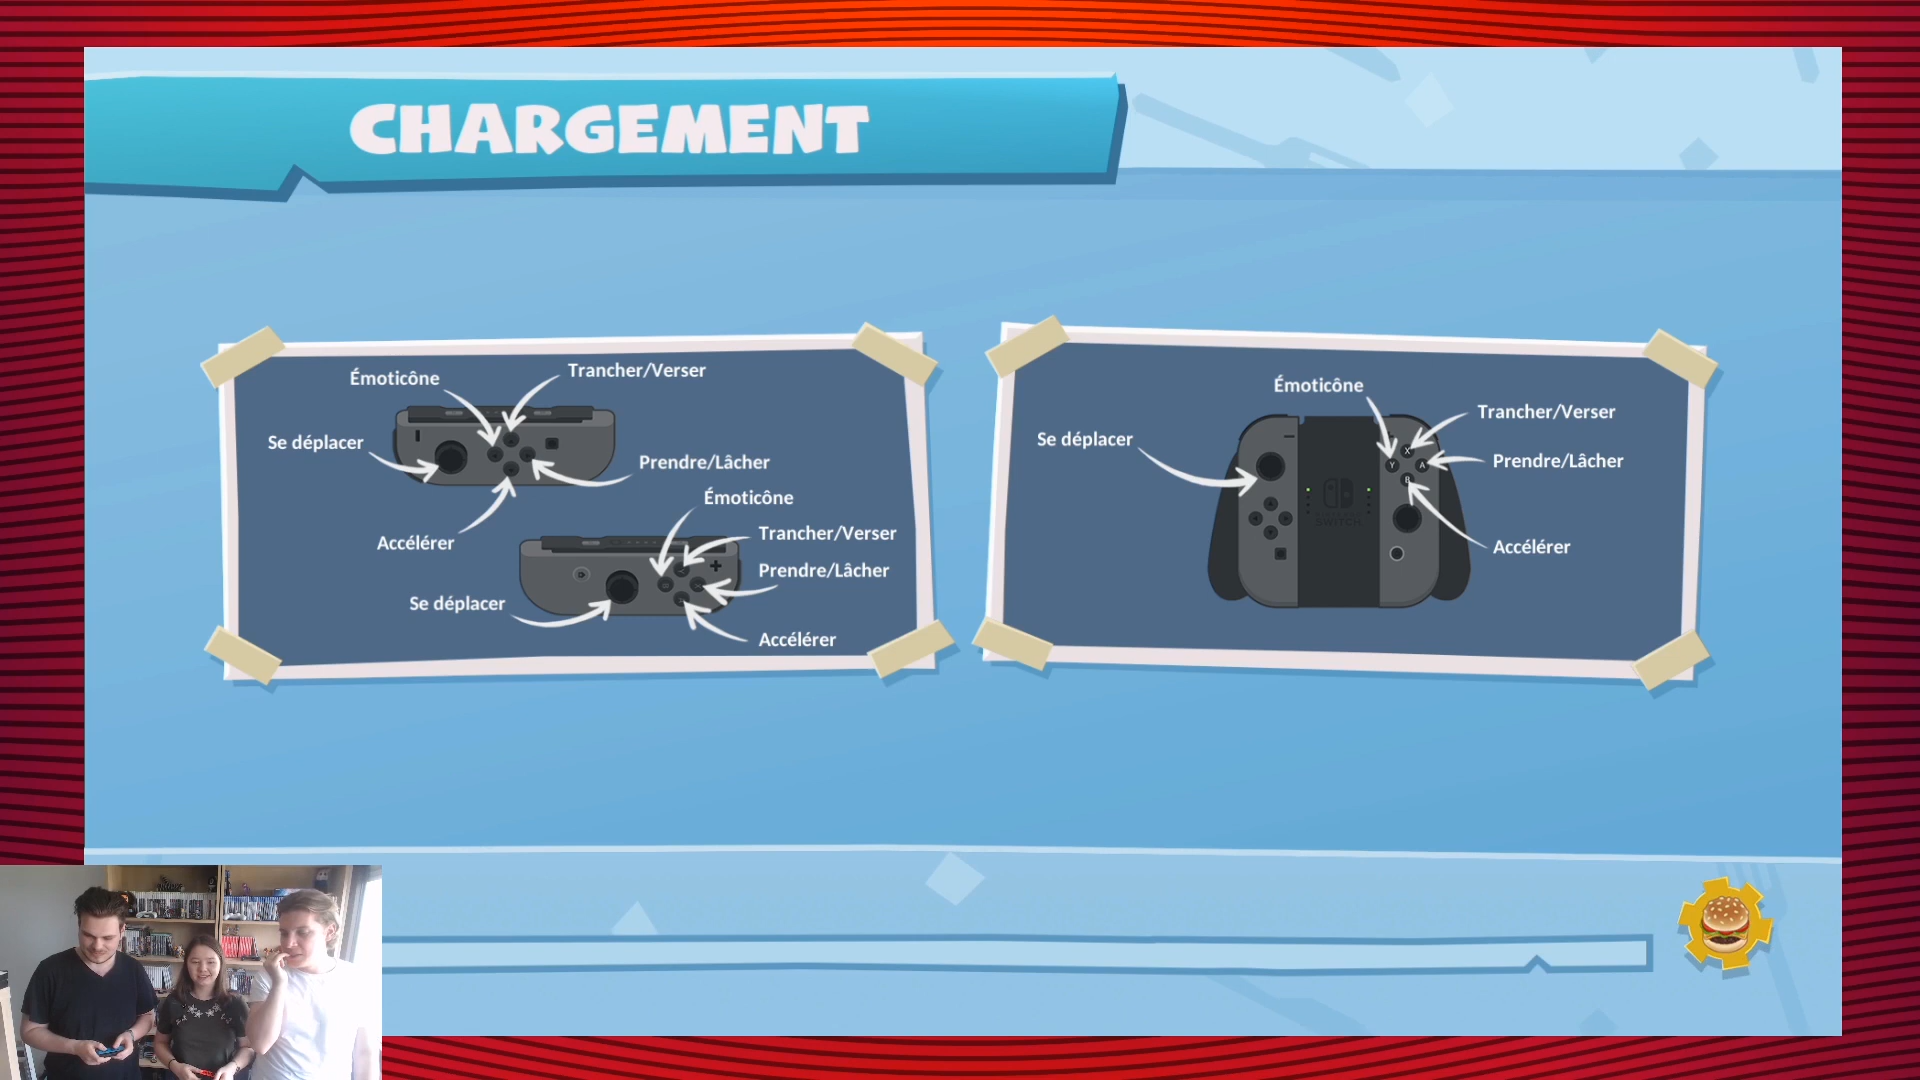 CHARGEMENT
Émoticône
Trancher/Verser
Se déplacer
Prendre/Lâcher
Accélérer
Émoticône
Trancher/Verser
Prendre/Lâcher
Se déplacer
Accélérer
Émoticône
Trancher/Verser
Se déplacer
Prendre/Lâcher
Accélérer
X
Y
A
B
SWITCH